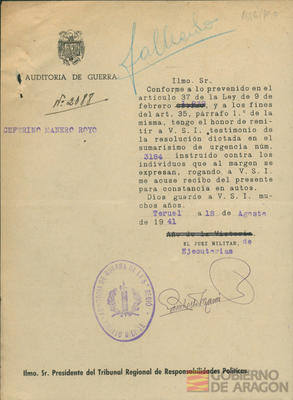 fallado
AUDITORIA DE GUERRA
Nº 2088
CEFERINO MANERO ROYO
Ilmo. Sr.
Conforme a lo prevenido en el
artículo 37 de la Ley de 9 de
febrero y a los fines
del art. 35, párrafo 1.º de la
misma, tengo el honor de remi-
tir a V. S. I. testimonio de
la resolución dictada en el
sumarísimo de urgencia núm.
3184 instruído contra los
individuos que al margen se
expresan, rogando a V. S. I.
me acuse recibo del presente
para constancia en autos.
Dios guarde a V. S. I. mu-
chos años.
Teruel a 18 de Agosto
de 1941
Año de la Victoria
EL JUEZ MILITAR, de
Ejecutorias
Ilmo. Sr. Presidente del Tribunal Regional de Responsabilidades Políticas
GOBIERNO
DE ARAGON